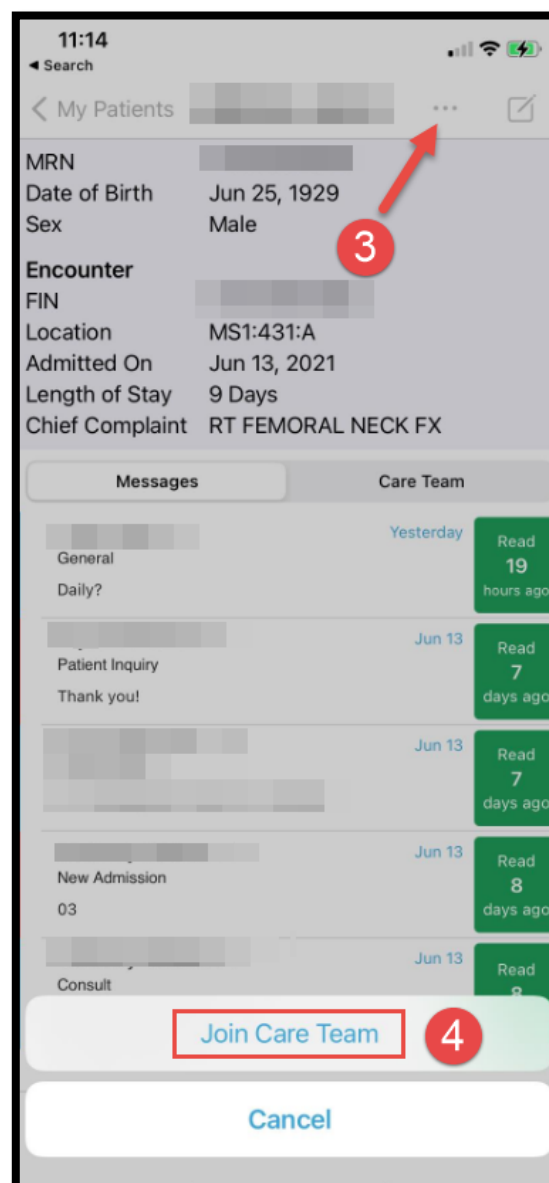 11:14
Search
My Patients
3
MRN
Date of Birth Jun 25, 1929
Sex Male
Encounter
FIN
Location MS1:431:A
Admitted On Jun 13, 2021
Length of Stay 9 Days
Chief Complaint RT FEMORAL NECK FX
Messages Care Team
Yesterday
General
Daily?
Read
19
hours ago
Jun 13
Patient Inquiry
Thank you!
Read
7
days ago
Jun 13
Read
7
days ago
Jun 13
New Admission
03
Read
8
days ago
Jun 13
Consult
Read
8
Join Care Team 4
Cancel